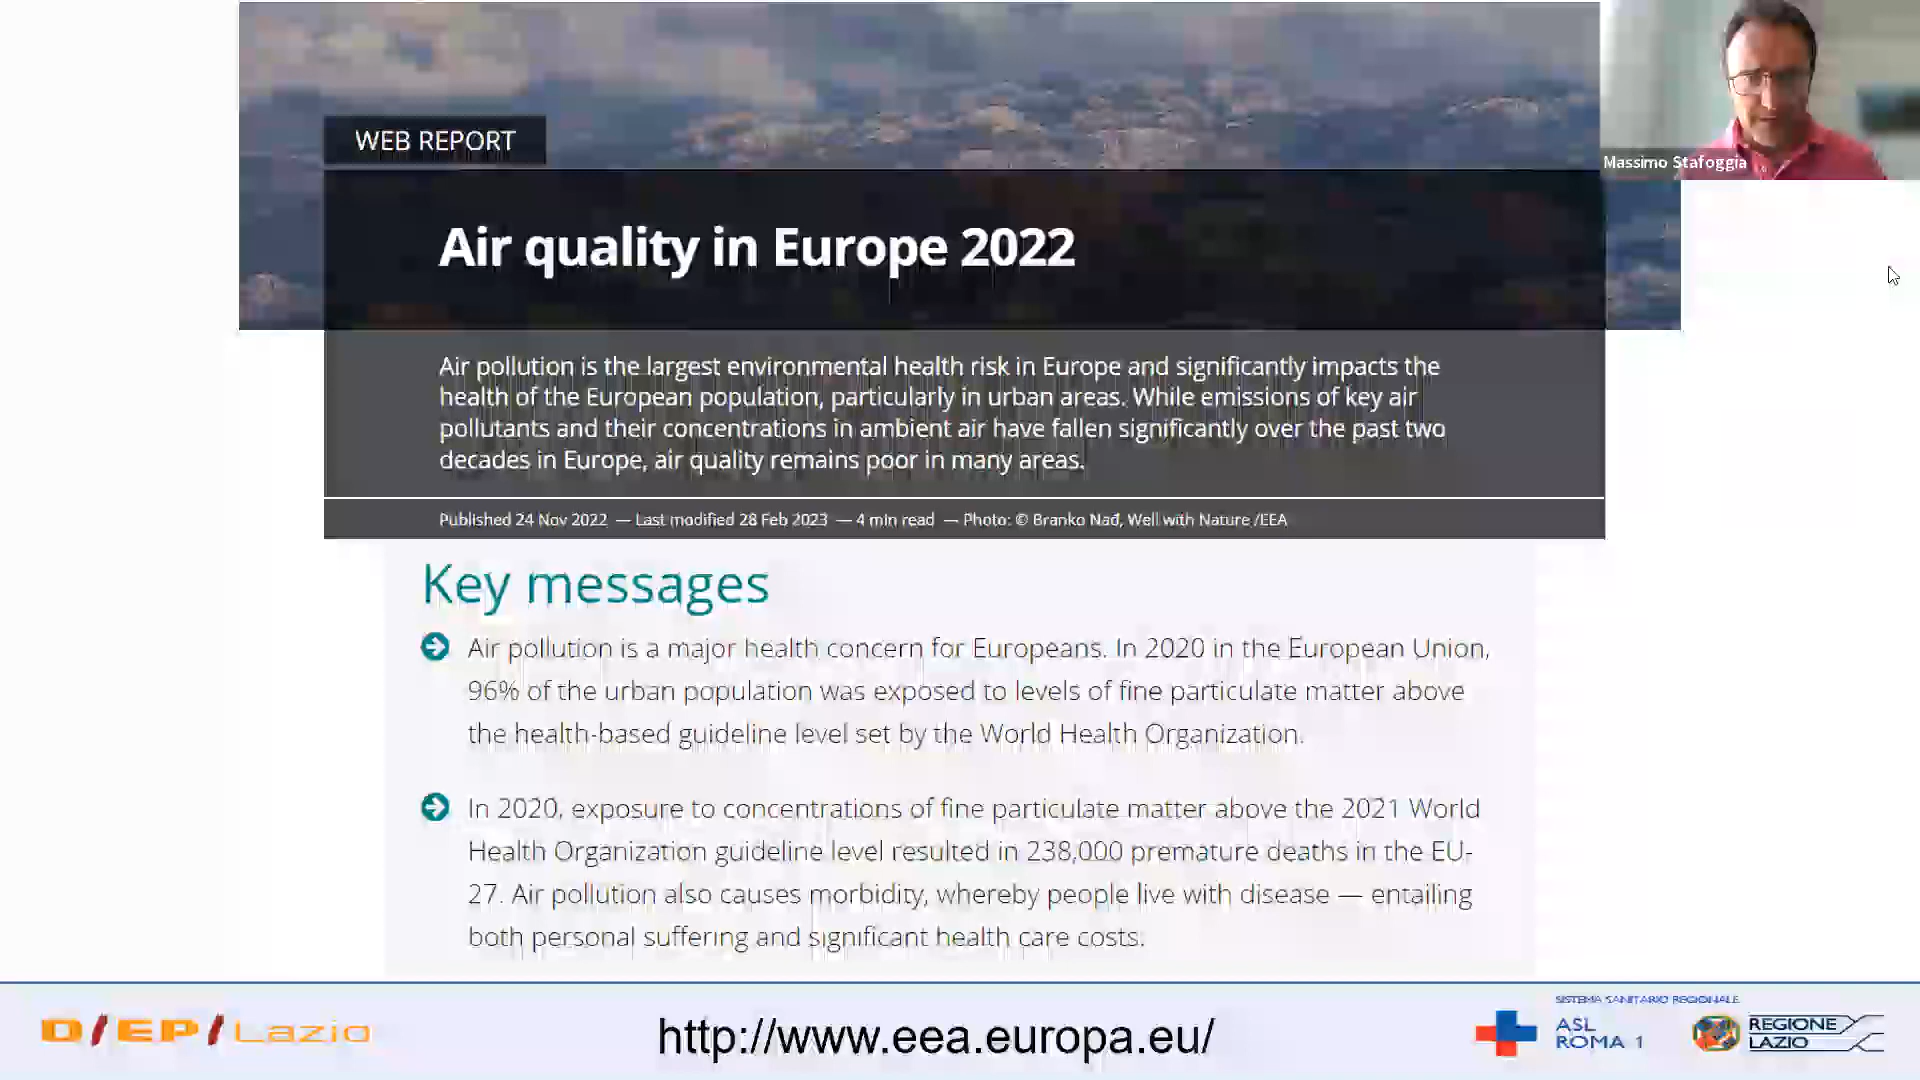 WEB REPORT
Massimo Stafoggia
Air quality in Europe 2022
Air pollution is the largest environmental health risk in Europe and significantly impacts the
health of the European population, particularly in urban areas. While emissions of key air
pollutants and their concentrations in ambient air have fallen significantly over the past two
decades in Europe, air quality remains poor in many areas.
Published 24 Nov 2022 — Last modified 28 Feb 2023 — 4 min read — Photo: © Branko Nađ, Well with Nature /EEA
Key messages
Air pollution is a major health concern for Europeans. In 2020 in the European Union,
96% of the urban population was exposed to levels of fine particulate matter above
the health-based guideline level set by the World Health Organization.
In 2020, exposure to concentrations of fine particulate matter above the 2021 World
Health Organization guideline level resulted in 238,000 premature deaths in the EU-
27. Air pollution also causes morbidity, whereby people live with disease — entailing
both personal suffering and significant health care costs.
D/EP/Lazio
http://www.eea.europa.eu/
SISTEMA SANITARIO REGIONALE
ASL
ROMA 1
REGIONE
LAZIO